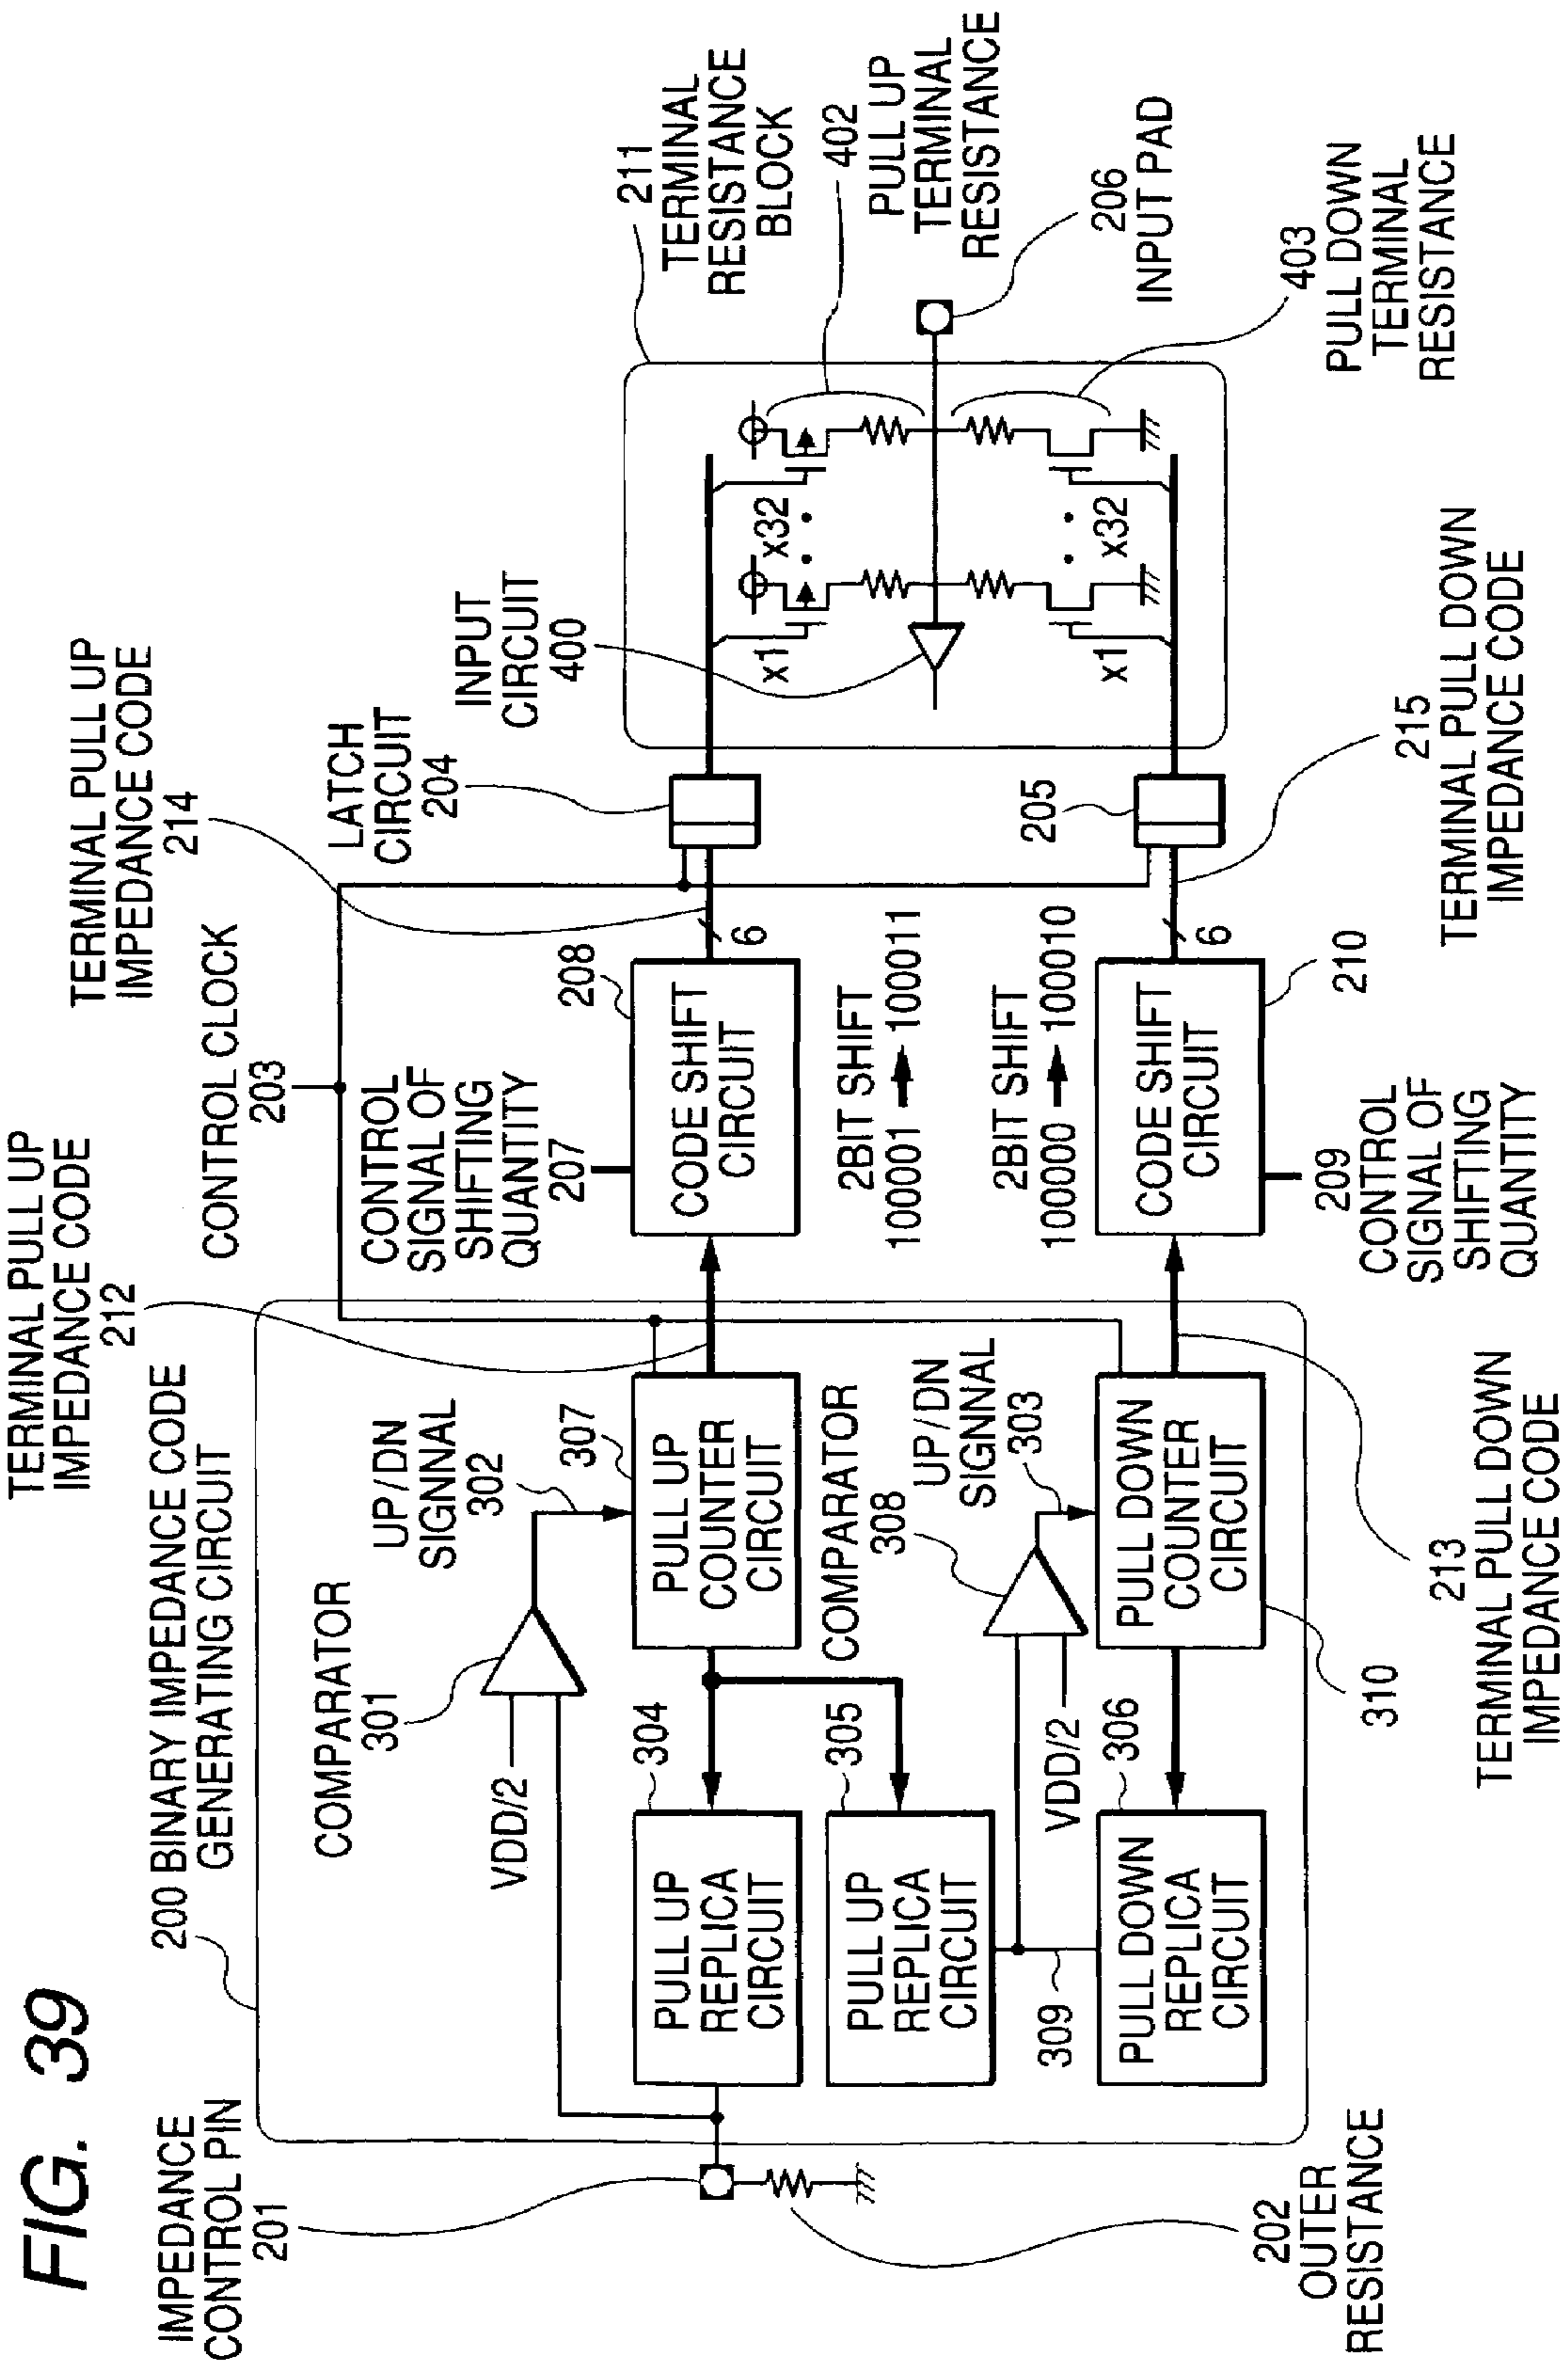 FIG. 39
IMPEDANCE
CONTROL PIN
201
200 BINARY IMPEDANCE CODE
GENERATING CIRCUIT
TERMINAL PULL UP
IMPEDANCE CODE
212
CONTROL CLOCK
203
TERMINAL PULL UP
IMPEDANCE CODE
214
LATCH
CIRCUIT
204
INPUT
CIRCUIT
400
211
TERMINAL
RESISTANCE
BLOCK
402
PULL UP
TERMINAL
RESISTANCE
206
INPUT PAD
403
PULL DOWN
TERMINAL
RESISTANCE
COMPARATOR
301
UP/DN
SIGNNAL
302
307
VDD/2
CONTROL
SIGNAL OF
SHIFTING
QUANTITY
207
208
304
PULL UP
REPLICA
CIRCUIT
PULL UP
COUNTER
CIRCUIT
CODE SHIFT
CIRCUIT
6
x1
x32
305
PULL UP
REPLICA
CIRCUIT
COMPARATOR
308
UP/DN
SIGNNAL
303
2BIT SHIFT
100001
100011
2BIT SHIFT
100000
100010
205
309
VDD/2
306
PULL DOWN
REPLICA
CIRCUIT
PULL DOWN
COUNTER
CIRCUIT
CODE SHIFT
CIRCUIT
6
x1
x32
202
OUTER
RESISTANCE
310
213
TERMINAL PULL DOWN
IMPEDANCE CODE
209
CONTROL
SIGNAL OF
SHIFTING
QUANTITY
210
215
TERMINAL PULL DOWN
IMPEDANCE CODE